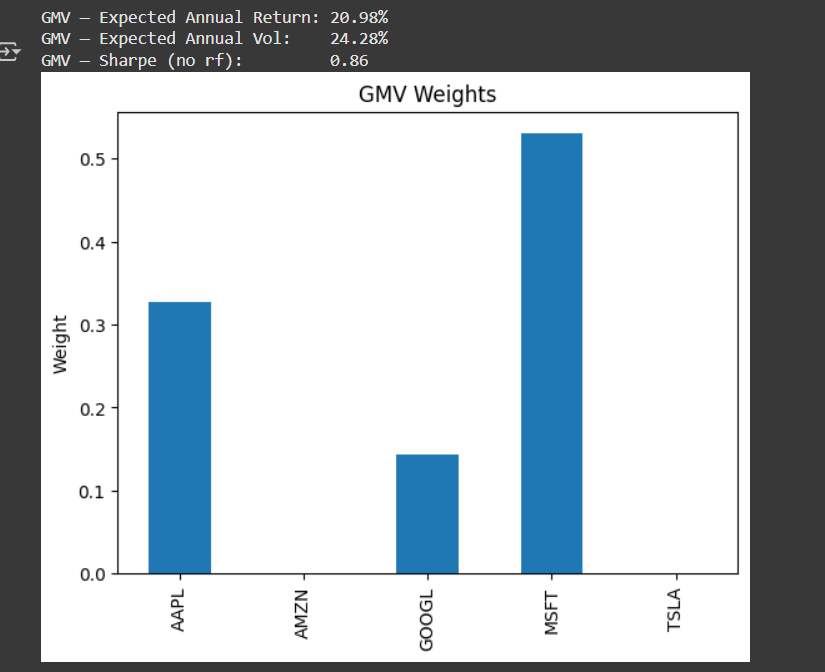 GMV — Expected Annual Return: 20.98%
GMV — Expected Annual Vol: 24.28%
GMV — Sharpe (no rf): 0.86
GMV Weights
0.5
0.4
0.3
0.2
0.1
0.0
Weight
AAPL
AMZN
GOOGL
MSFT
TSLA